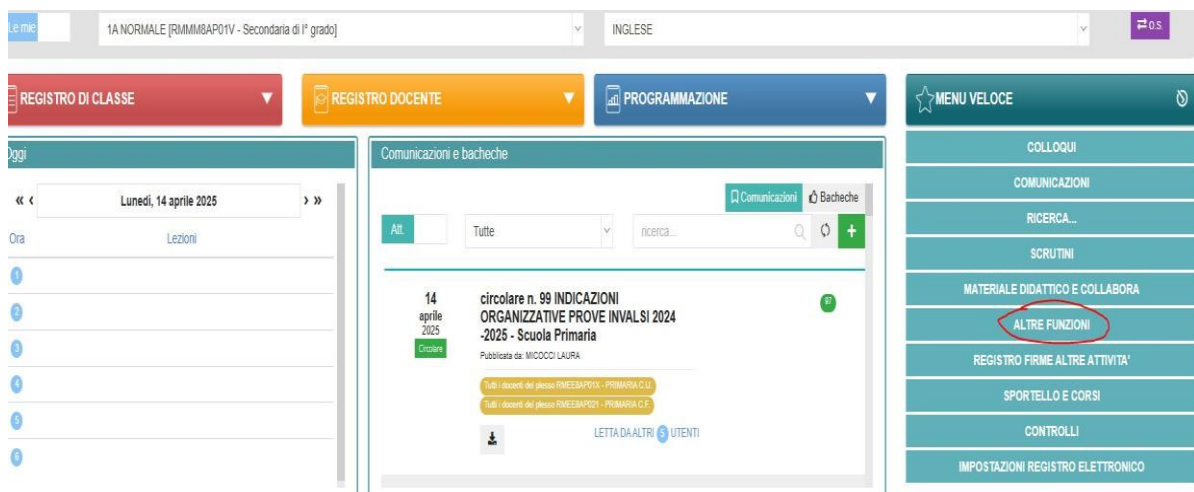 Le mie
1A NORMALE [RMMM8AP01V - Secondaria di I° grado]
INGLESE
O.S.
REGISTRO DI CLASSE
REGISTRO DOCENTE
PROGRAMMAZIONE
MENU VELOCE
Oggi
« ‹ Lunedì, 14 aprile 2025 › »
Ora Lezioni
1
2
3
4
5
6
Comunicazioni e bacheche
Comunicazioni Bacheche
Att.
Tutte
ricerca...
+
14
aprile
2025
Circolare
circolare n. 99 INDICAZIONI
ORGANIZZATIVE PROVE INVALSI 2024
-2025 - Scuola Primaria
Pubblicata da: MICOCCI LAURA
97
Tutti i docenti del plesso RMEE8AP01X - PRIMARIA C.U.
Tutti i docenti del plesso RMEE8AP021 - PRIMARIA C.F.
LETTA DA ALTRI 5 UTENTI
COLLOQUI
COMUNICAZIONI
RICERCA...
SCRUTINI
MATERIALE DIDATTICO E COLLABORA
ALTRE FUNZIONI
REGISTRO FIRME ALTRE ATTIVITA'
SPORTELLO E CORSI
CONTROLLI
IMPOSTAZIONI REGISTRO ELETTRONICO